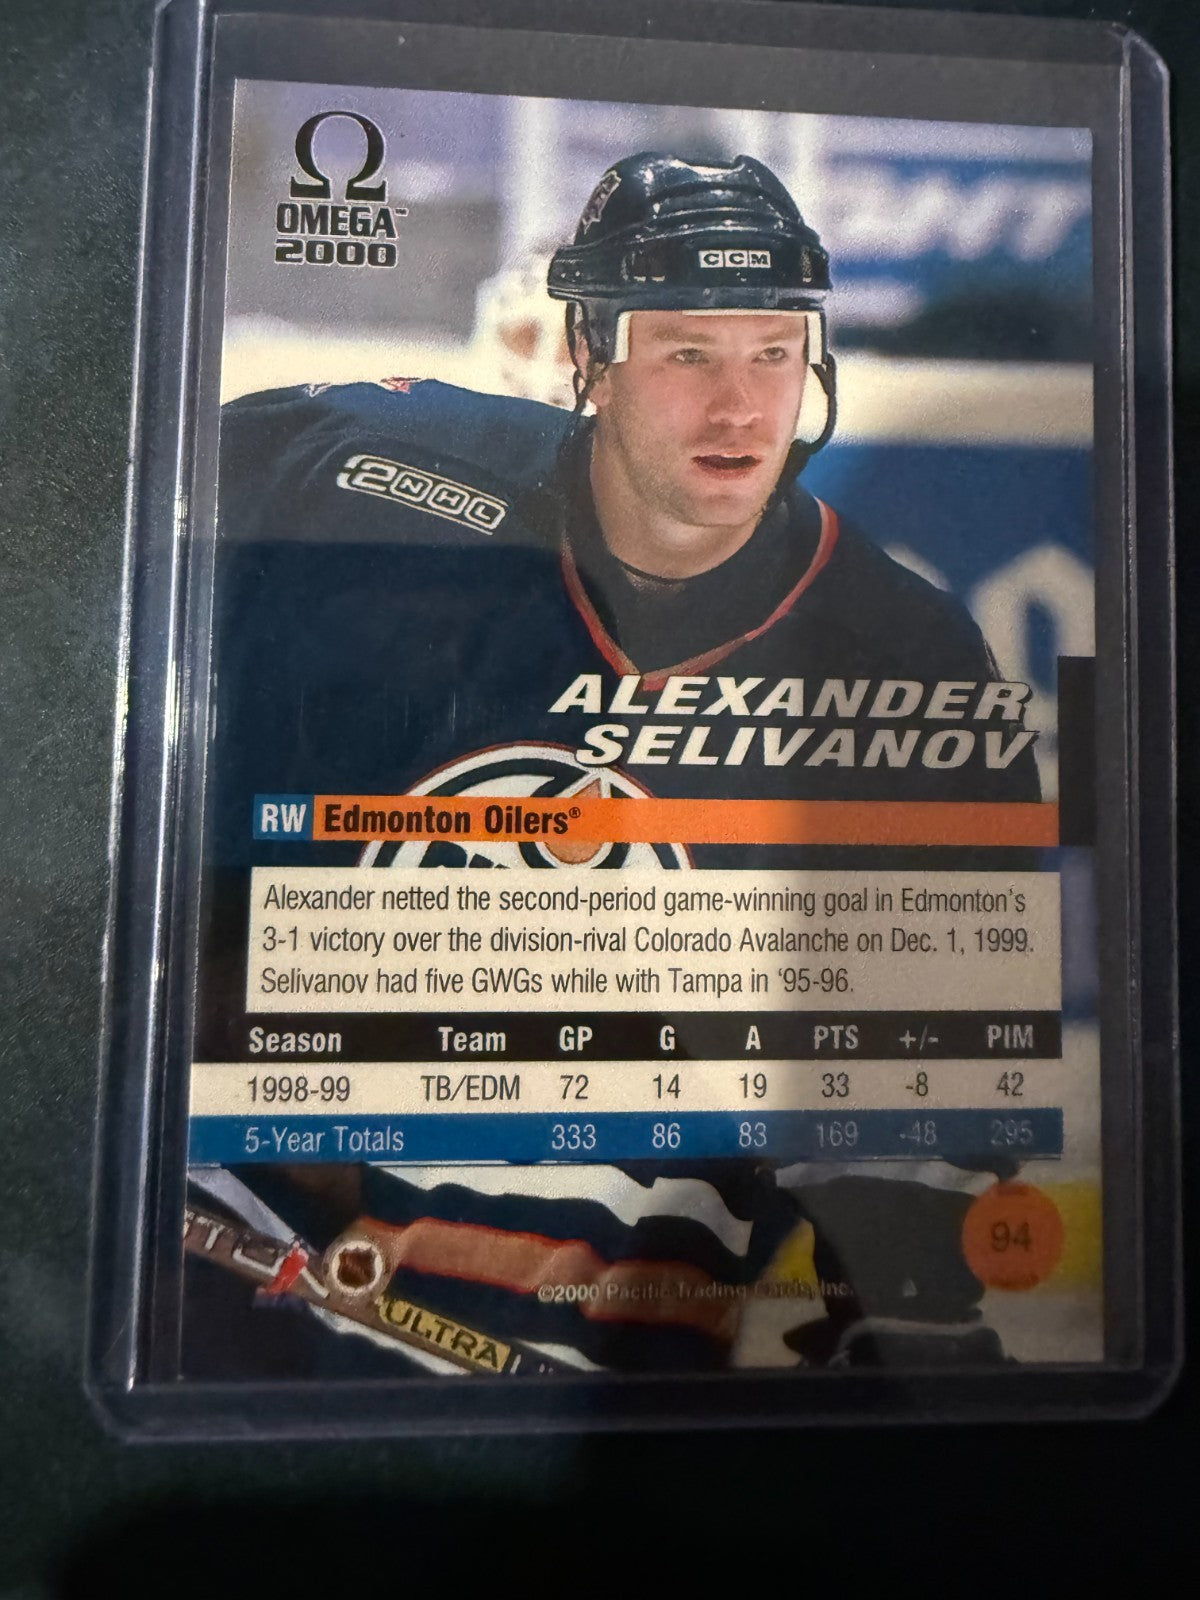 Ω
OMEGA™
2000
CCM
2000
NHL
ALEXANDER
SELIVANOV
RW Edmonton Oilers®
Alexander netted the second-period game-winning goal in Edmonton's
3-1 victory over the division-rival Colorado Avalanche on Dec. 1, 1999.
Selivanov had five GWGs while with Tampa in '95-96.
Season Team GP G A PTS +/- PIM
1998-99 TB/EDM 72 14 19 33 -8 42
5-Year Totals 333 86 83 169 -48 295
94
©2000 Pacific Trading Cards, Inc.
ULTRA